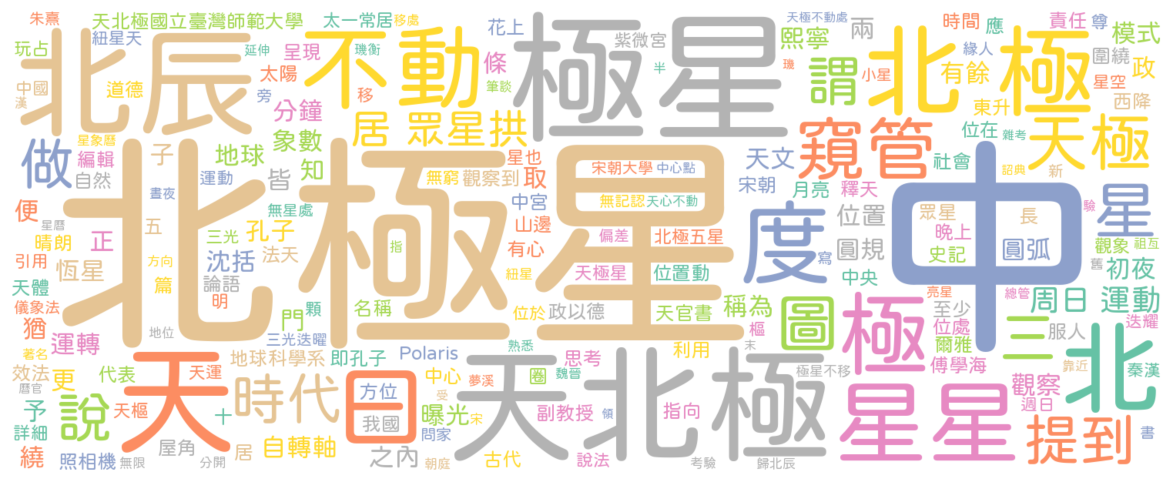 朱熹
天北極國立臺灣師範大學
太一常居
移處
花上
天極不動處
熙寧
兩
時間
應
責任
尊
模式
玩占
紐星天
延伸
璣衡
呈現
不動
極星
紫微宮
半
璣
小星
緣人
圍繞
政
北辰
中國
漢
道德
旁
太陽
移
條
筆談
謂
北極
有餘
星空
東升
西降
分鐘
居
眾星拱
窺管
天極
星象曆
做
編輯
自然
子
地球
象數
知
星也
無窮
觀察到
取
宋朝大學
中心點
天文
位在
雜考
社會
詔典
新
晝夜
運動
皆
中宮
無記認
天心不動
宋朝
月亮
釋天
中
星
驗
便
星曆
五
無星處
三光
孔子
山邊
偏差
北極五星
度
位置
眾星
長
晚上
觀象
祖互
晴朗
正
方向
沈括
法天
指
有心
寫
圓規
史記
圓弧
舊
初夜
引用
恆星
篇
論語
北極星
紐星
天極星
位置動
中央
亮星
總管
天體
明
顆
名稱
位於
政以德
天官書
稱為
圖
極
至少
周日
運動
儀象法
猶
地位
門
樞
位處
三
服人
迭耀
運轉
三光迭曜
熟悉
末
爾雅
北
著名
地球科學系
即孔子
Polaris
利用
極星不移
傅學海
靠近
秦漢
效法
更
代表
天運
天
時代
日
方位
中心
夢漢
圈
魏晉
思考
天北極
星星
觀察
週日
曆官
予
說
天樞
十
我國
曝光
受
宋
副教授
傾
指向
提到
詳細
繞
屋角
居
自轉軸
問家
書
照相機
無限
分開
之內
朝庭
古代
說法
考驗
歸北辰